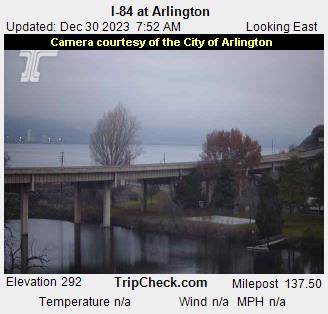 I-84 at Arlington
Updated: Dec 30 2023 7:52 AM Looking East
Camera courtesy of the City of Arlington
Elevation 292 TripCheck.com Milepost 137.50
Temperature n/a Wind n/a MPH n/a